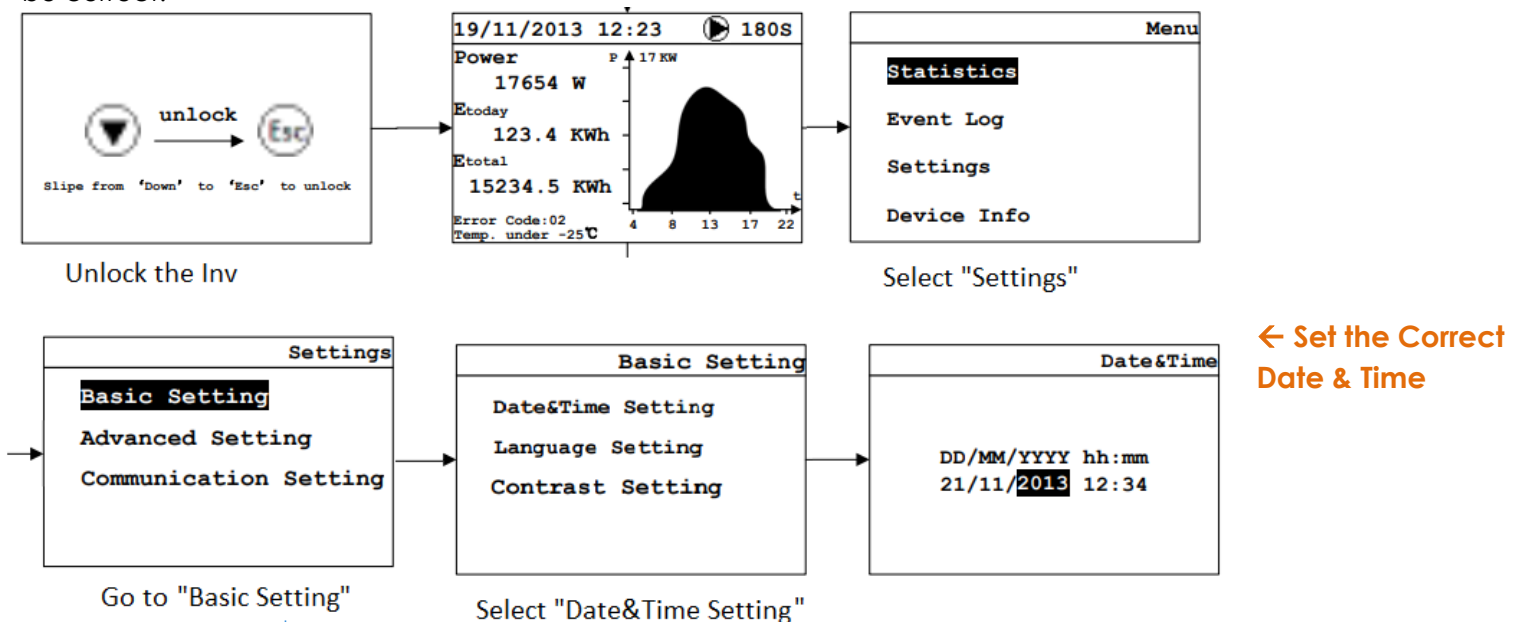 be correct.
unlock
Esc
Slipe from 'Down' to 'Esc' to unlock
Unlock the Inv
19/11/2013 12:23 180S
Power
17654 W
Etoday
123.4 KWh
Etotal
15234.5 KWh
Error Code:02
Temp. under -25℃
P 17 KW
t
4 8 13 17 22
Menu
Statistics
Event Log
Settings
Device Info
Select "Settings"
Settings
Basic Setting
Advanced Setting
Communication Setting
Go to "Basic Setting"
Basic Setting
Date&Time Setting
Language Setting
Contrast Setting
Select "Date&Time Setting"
Date&Time
DD/MM/YYYY hh:mm
21/11/2013 12:34
← Set the Correct
Date & Time